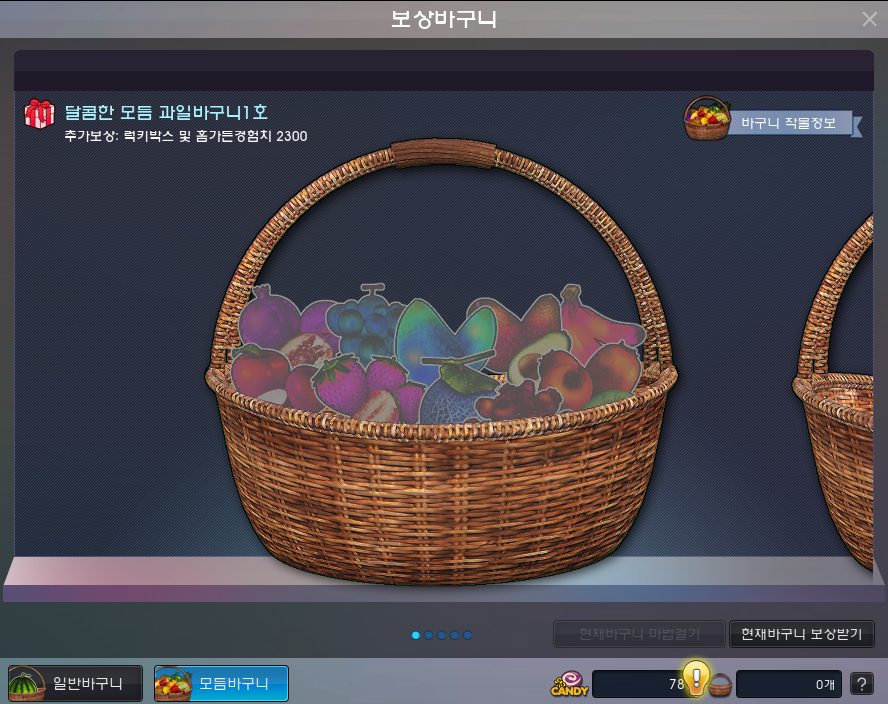 보상바구니
달콤한 모듬 과일바구니1호
추가보상: 럭키박스 및 홈가든경험치 2300
바구니 작물정보
현재바구니 마법걸기
현재바구니 보상받기
일반바구니
모듬바구니
CANDY
78
!
0개
?